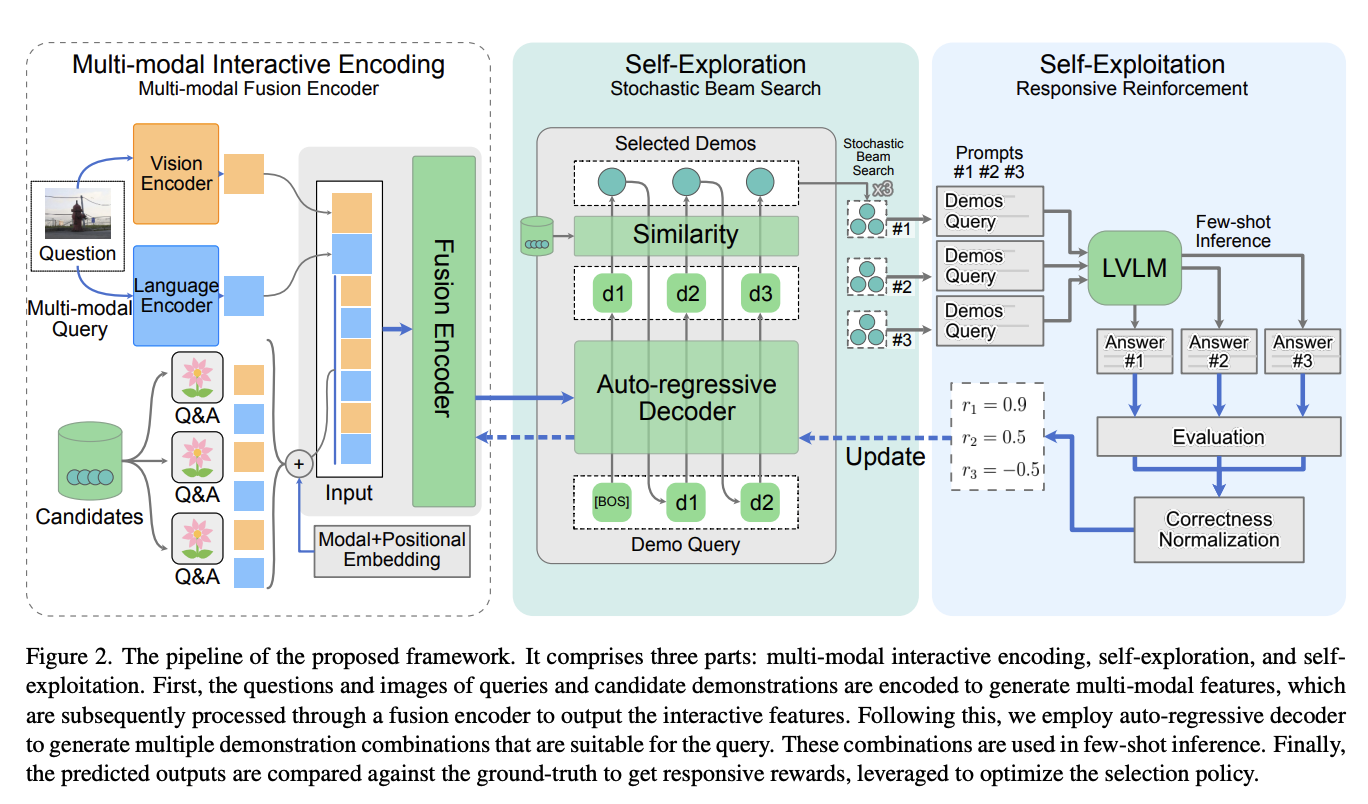 Multi-modal Interactive Encoding
Multi-modal Fusion Encoder
Vision
Encoder
Question
Language
Encoder
Multi-modal
Query
Q&A
Q&A
Q&A
Candidates
+
Input
Fusion Encoder
Modal+Positional
Embedding
Self-Exploration
Stochastic Beam Search
Selected Demos
Similarity
d1 d2 d3
Auto-regressive
Decoder
[BOS] d1 d2
Demo Query
Stochastic
Beam
Search
x3
#1
#2
#3
Self-Exploitation
Responsive Reinforcement
Prompts
#1 #2 #3
Demos
Query
Demos
Query
Demos
Query
LVLM
Few-shot
Inference
Answer
#1
Answer
#2
Answer
#3
Evaluation
Correctness
Normalization
r₁ = 0.9
r₂ = 0.5
r₃ = −0.5
Update
Figure 2. The pipeline of the proposed framework. It comprises three parts: multi-modal interactive encoding, self-exploration, and self-
exploitation. First, the questions and images of queries and candidate demonstrations are encoded to generate multi-modal features, which
are subsequently processed through a fusion encoder to output the interactive features. Following this, we employ auto-regressive decoder
to generate multiple demonstration combinations that are suitable for the query. These combinations are used in few-shot inference. Finally,
the predicted outputs are compared against the ground-truth to get responsive rewards, leveraged to optimize the selection policy.